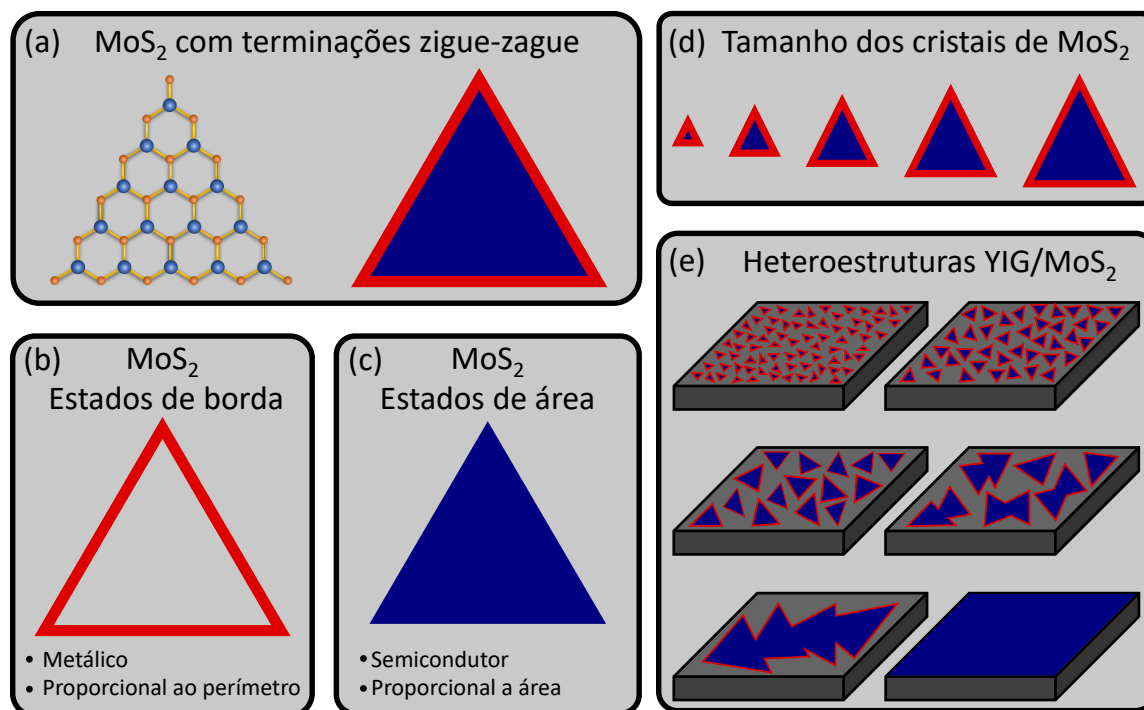 (a) MoS₂ com terminações zigue-zague
(b) MoS₂
Estados de borda
• Metálico
• Proporcional ao perímetro
(c) MoS₂
Estados de área
• Semicondutor
• Proporcional a área
(d) Tamanho dos cristais de MoS₂
(e) Heteroestruturas YIG/MoS₂